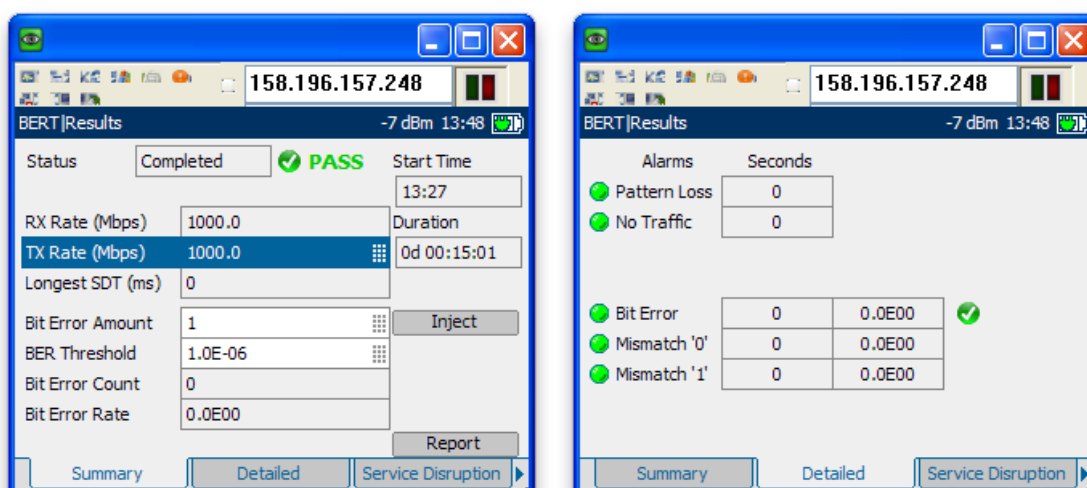 158.196.157.248
BERT|Results -7 dBm 13:48
Status Completed PASS Start Time
13:27
RX Rate (Mbps) 1000.0 Duration
TX Rate (Mbps) 1000.0 0d 00:15:01
Longest SDT (ms) 0
Bit Error Amount 1 Inject
BER Threshold 1.0E-06
Bit Error Count 0
Bit Error Rate 0.0E00
Report
Summary Detailed Service Disruption
158.196.157.248
BERT|Results -7 dBm 13:48
Alarms Seconds
Pattern Loss 0
No Traffic 0
Bit Error 0 0.0E00
Mismatch '0' 0 0.0E00
Mismatch '1' 0 0.0E00
Summary Detailed Service Disruption